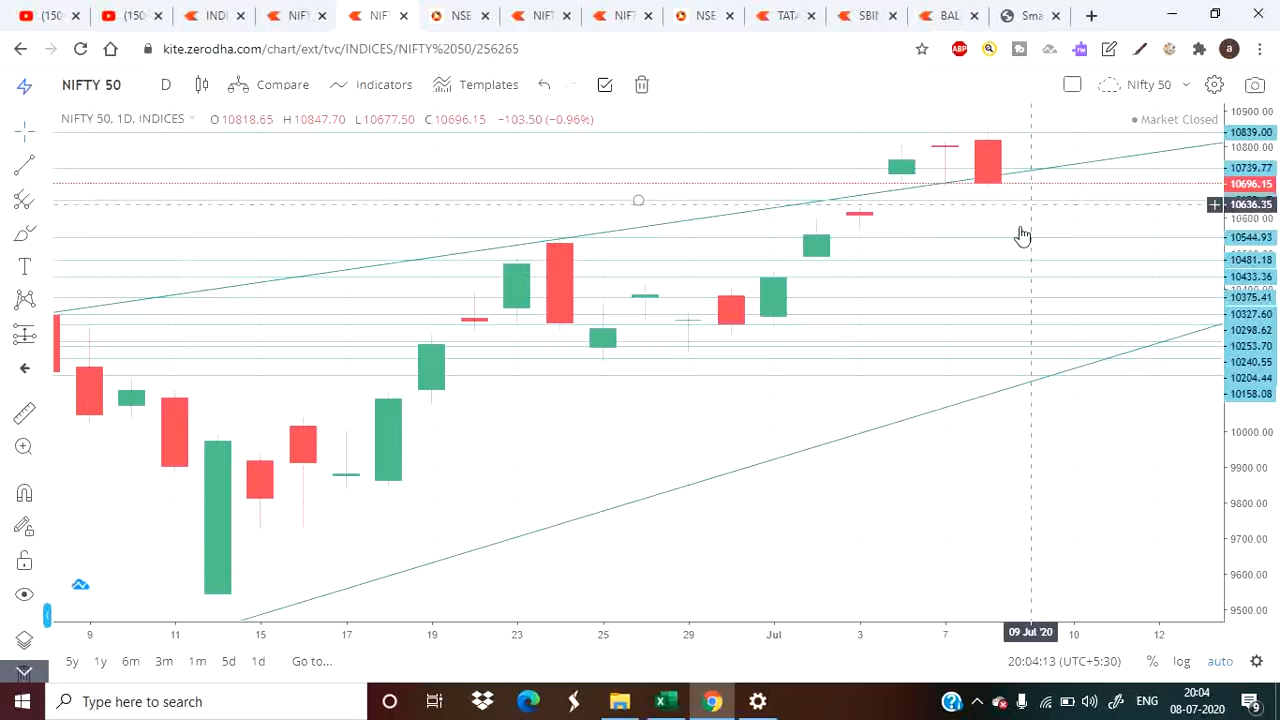 (150
(150
INDI
NIFT
NIF
NSE
NIFT
NIFT
NSE
TATA
SBIN
BAL
Sma
kite.zerodha.com/chart/ext/tvc/INDICES/NIFTY%2050/256265
ABP
a
NIFTY 50
D
Compare
Indicators
Templates
NIfty 50
NIFTY 50, 1D, INDICES
O 10818.65 H 10847.70 L 10677.50 C 10696.15 −103.50 (−0.96%)
Market Closed
10900.00
10839.00
10800.00
10739.77
10696.15
10636.35
10600.00
10544.93
10481.18
10433.36
10375.41
10327.60
10298.62
10253.70
10240.55
10204.44
10158.08
10000.00
9900.00
9800.00
9700.00
9600.00
9500.00
9
11
15
17
19
23
25
29
Jul
3
7
09 Jul '20
10
12
5y
1y
6m
3m
1m
5d
1d
Go to...
20:04:13 (UTC+5:30)
%
log
auto
Type here to search
ENG
20:04
08-07-2020
9